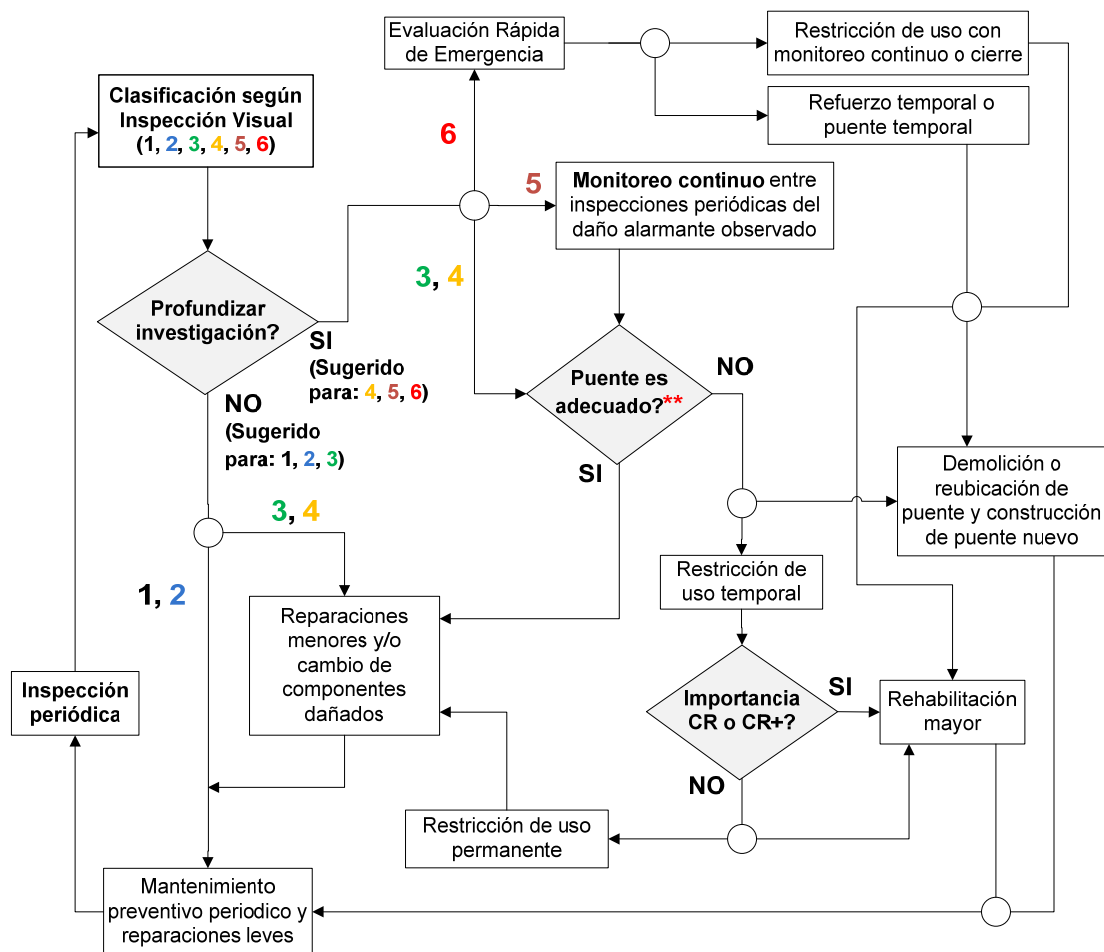 Evaluación Rápida
de Emergencia
Restricción de uso con
monitoreo continuo o cierre
Clasificación según
Inspección Visual
(1, 2, 3, 4, 5, 6)
Refuerzo temporal o
puente temporal
6
5
Monitoreo continuo entre
inspecciones periódicas del
daño alarmante observado
3, 4
Profundizar
investigación?
SI
(Sugerido
para: 4, 5, 6)
NO
(Sugerido
para: 1, 2, 3)
Puente es
adecuado?**
NO
SI
Demolición o
reubicación de
puente y construcción
de puente nuevo
3, 4
1, 2
Restricción de
uso temporal
Reparaciones
menores y/o
cambio de
componentes
dañados
Inspección
periódica
Importancia
CR o CR+?
SI
NO
Rehabilitación
mayor
Restricción de uso
permanente
Mantenimiento
preventivo periodico y
reparaciones leves